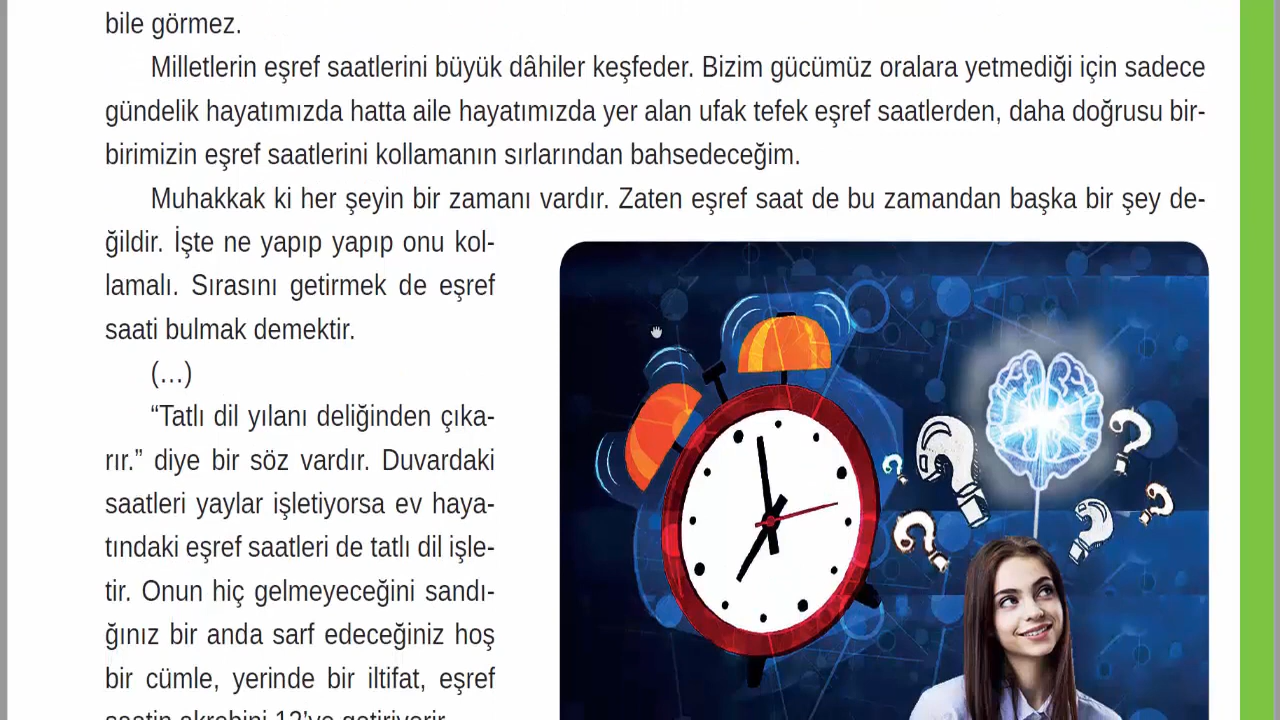 bile görmez.
Milletlerin eşref saatlerini büyük dâhiler keşfeder. Bizim gücümüz oralara yetmediği için sadece
gündelik hayatımızda hatta aile hayatımızda yer alan ufak tefek eşref saatlerden, daha doğrusu bir-
birimizin eşref saatlerini kollamanın sırlarından bahsedeceğim.
Muhakkak ki her şeyin bir zamanı vardır. Zaten eşref saat de bu zamandan başka bir şey de-
ğildir. İşte ne yapıp yapıp onu kol-
lamalı. Sırasını getirmek de eşref
saati bulmak demektir.
(…)
“Tatlı dil yılanı deliğinden çıka-
rır.” diye bir söz vardır. Duvardaki
saatleri yaylar işletiyorsa ev haya-
tındaki eşref saatleri de tatlı dil işle-
tir. Onun hiç gelmeyeceğini sandı-
ğınız bir anda sarf edeceğiniz hoş
bir cümle, yerinde bir iltifat, eşref
saatin akrebini 12’ye getiriverir.